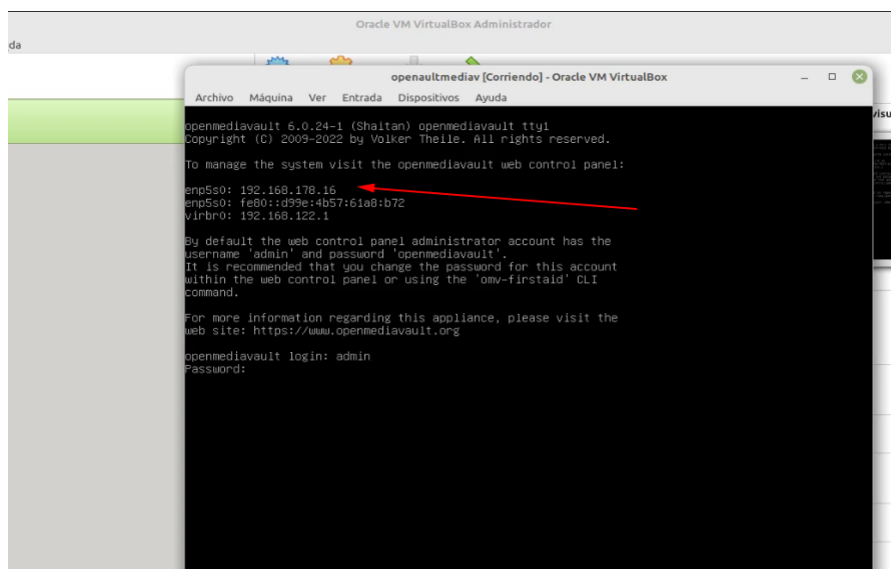 Oracle VM VirtualBox Administrador
da
openaultmediav [Corriendo] - Oracle VM VirtualBox
Archivo Máquina Ver Entrada Dispositivos Ayuda
openmediavault 6.0.24-1 (Shaitan) openmediavault tty1
Copyright (C) 2009-2022 by Volker Theile. All rights reserved.
To manage the system visit the openmediavault web control panel:
enp5s0: 192.168.178.16
enp5s0: fe80::d99e:4b57:61a8:b72
virbr0: 192.168.122.1
By default the web control panel administrator account has the
username 'admin' and password 'openmediavault'.
It is recommended that you change the password for this account
within the web control panel or using the 'omv-firstaid' CLI
command.
For more information regarding this appliance, please visit the
web site: https://www.openmediavault.org
openmediavault login: admin
Password: